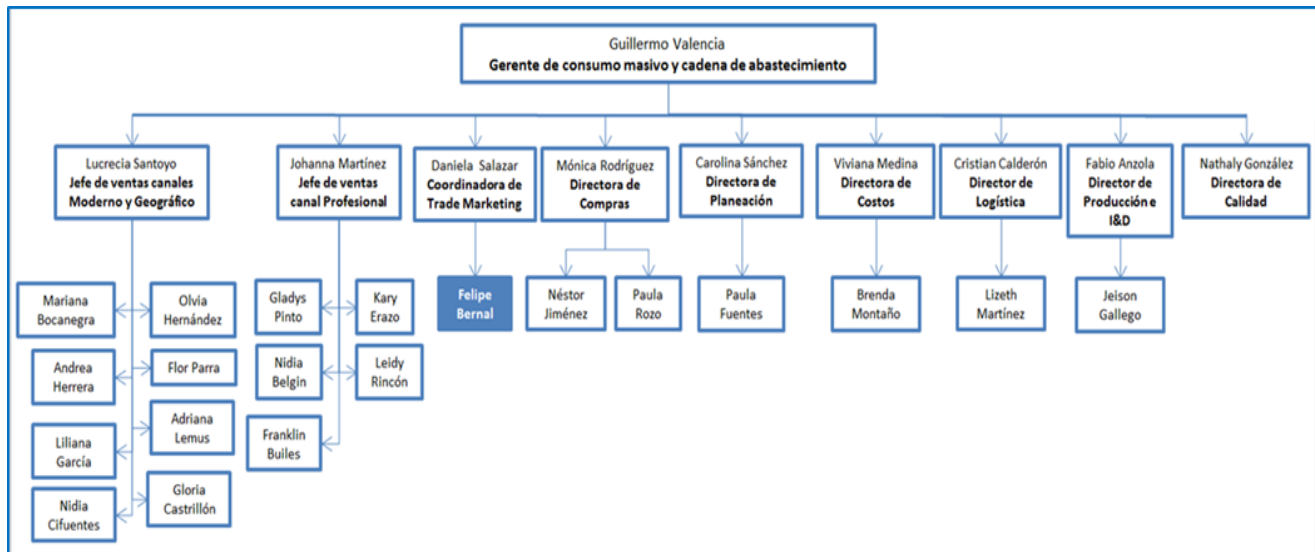 Guillermo Valencia
Gerente de consumo masivo y cadena de abastecimiento
Lucrecia Santoyo
Jefe de ventas canales
Moderno y Geográfico
Johanna Martínez
Jefe de ventas
canal Profesional
Daniela Salazar
Coordinadora de
Trade Marketing
Mónica Rodríguez
Directora de
Compras
Carolina Sánchez
Directora de
Planeación
Viviana Medina
Directora de
Costos
Cristian Calderón
Director de
Logística
Fabio Anzola
Director de
Producción e
I&D
Nathaly González
Directora de
Calidad
Mariana
Bocanegra
Olvia
Hernández
Andrea
Herrera
Flor Parra
Liliana
García
Adriana
Lemus
Nidia
Cifuentes
Gloria
Castrillón
Gladys
Pinto
Kary
Erazo
Nidia
Belgin
Leidy
Rincón
Franklin
Builes
Felipe
Bernal
Néstor
Jiménez
Paula
Rozo
Paula
Fuentes
Brenda
Montaño
Lizeth
Martínez
Jeison
Gallego